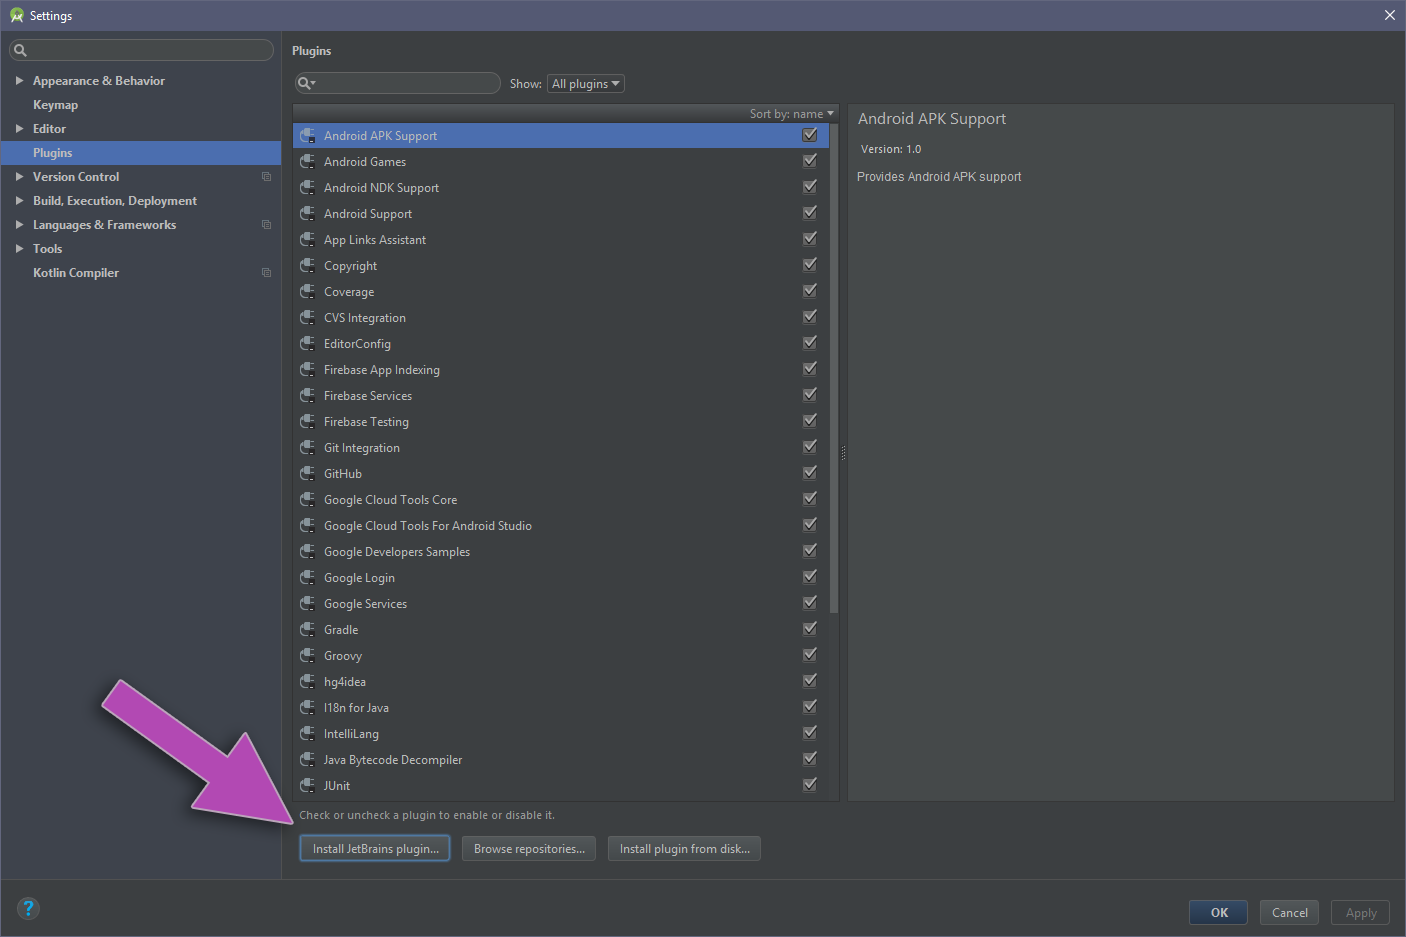 Settings
Plugins
Appearance & Behavior
Keymap
Editor
Plugins
Version Control
Build, Execution, Deployment
Languages & Frameworks
Tools
Kotlin Compiler
Show: All plugins
Sort by: name
Android APK Support
Android Games
Android NDK Support
Android Support
App Links Assistant
Copyright
Coverage
CVS Integration
EditorConfig
Firebase App Indexing
Firebase Services
Firebase Testing
Git Integration
GitHub
Google Cloud Tools Core
Google Cloud Tools For Android Studio
Google Developers Samples
Google Login
Google Services
Gradle
Groovy
hg4idea
I18n for Java
IntelliLang
Java Bytecode Decompiler
JUnit
Check or uncheck a plugin to enable or disable it.
Install JetBrains plugin... Browse repositories... Install plugin from disk...
Android APK Support
Version: 1.0
Provides Android APK support
? OK Cancel Apply